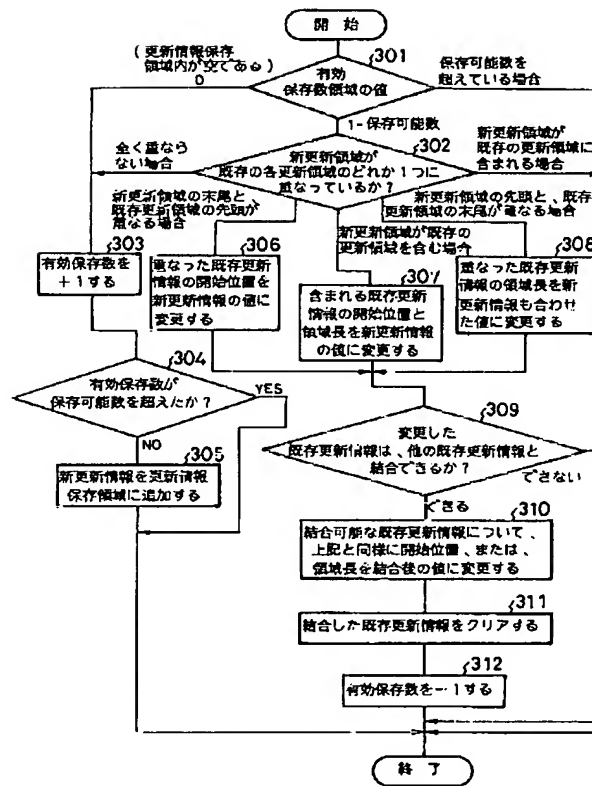 開始
(更新情報保存
領域内が空である)
0
301
有効
保存数領域の値
保存可能数を
超えている場合
1-保存可能数
302
全く重なら
ない場合
新更新領域が
既存の各更新領域のどれか1つに
重なっているか?
新更新領域が
既存の更新領域に
含まれる場合
新更新領域の末尾と
既存更新領域の先頭が
重なる場合
新更新領域が既存の
更新領域を含む場合
新更新領域の先頭と、既存
更新領域の末尾が重なる場合
303
有効保存数を
+1する
306
重なった既存更新
情報の開始位置を
新更新情報の値に
変更する
307
含まれる既存更新
情報の開始位置と
領域長を新更新情報
の値に変更する
308
重なった既存更新
情報の領域長を新
更新情報も合わせ
た値に変更する
304
有効保存数が
保存可能数を超えたか?
YES
NO
305
新更新情報を更新情報
保存領域に追加する
309
変更した
既存更新情報は、他の既存更新情報と
結合できるか?
できない
できる
310
結合可能な既存更新情報について、
上記と同様に開始位置、または、
領域長を結合後の値に変更する
311
結合した既存更新情報をクリアする
312
有効保存数を-1する
終了